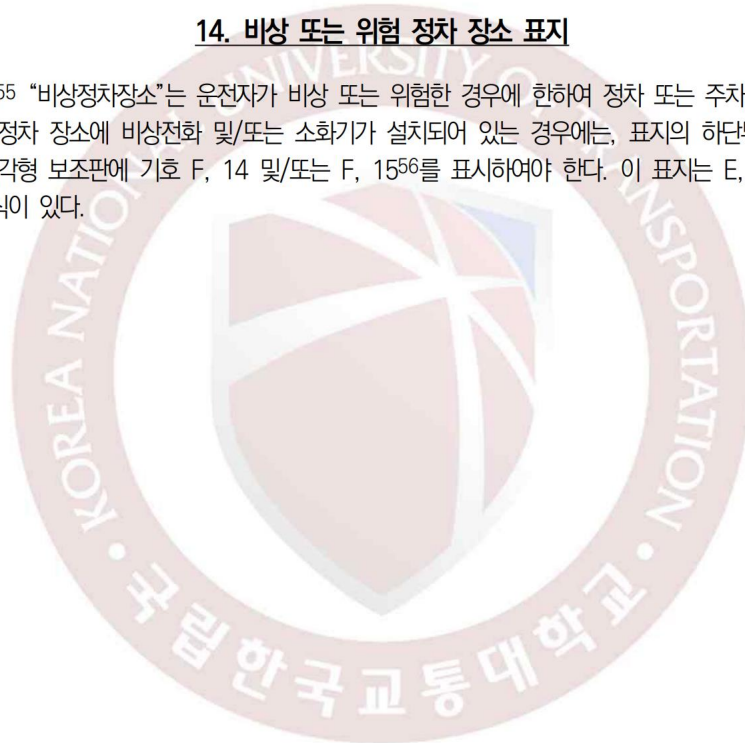 14. 비상 또는 위험 정차 장소 표지
55 “비상정차장소”는 운전자가 비상 또는 위험한 경우에 한하여 정차 또는 주차
정차 장소에 비상전화 및/또는 소화기가 설치되어 있는 경우에는, 표지의 하단
각형 보조판에 기호 F, 14 및/또는 F, 1556를 표시하여야 한다. 이 표지는 E,
식이 있다.
KOREA NATIONAL UNIVERSITY OF TRANSPORTATION
국립한국교통대학교